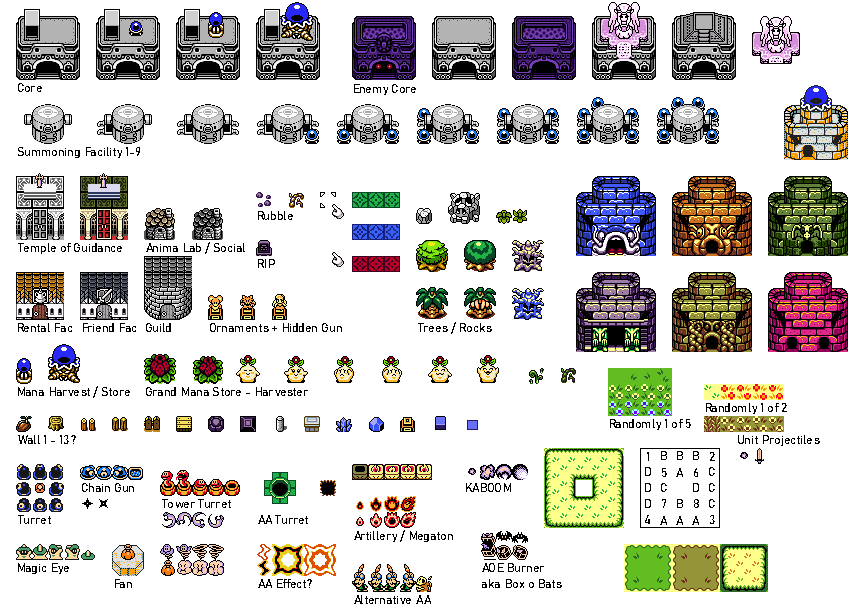 Core
Enemy Core
Summoning Facility 1-9
Temple of Guidance
Anima Lab / Social
Rubble
RIP
Rental Fac
Friend Fac
Guild
Ornaments + Hidden Gun
Trees / Rocks
Mana Harvest / Store
Grand Mana Store - Harvester
Randomly 1 of 5
Randomly 1 of 2
Wall 1 - 13?
Unit Projectiles
1 B B B 2
D 5 A 6 C
D C D C
D 7 B 8 C
4 A A A 3
Turret
Chain Gun
Tower Turret
AA Turret
Artillery / Megaton
KABOOM
Magic Eye
Fan
AA Effect?
Alternative AA
AOE Burner
aka Box o Bats